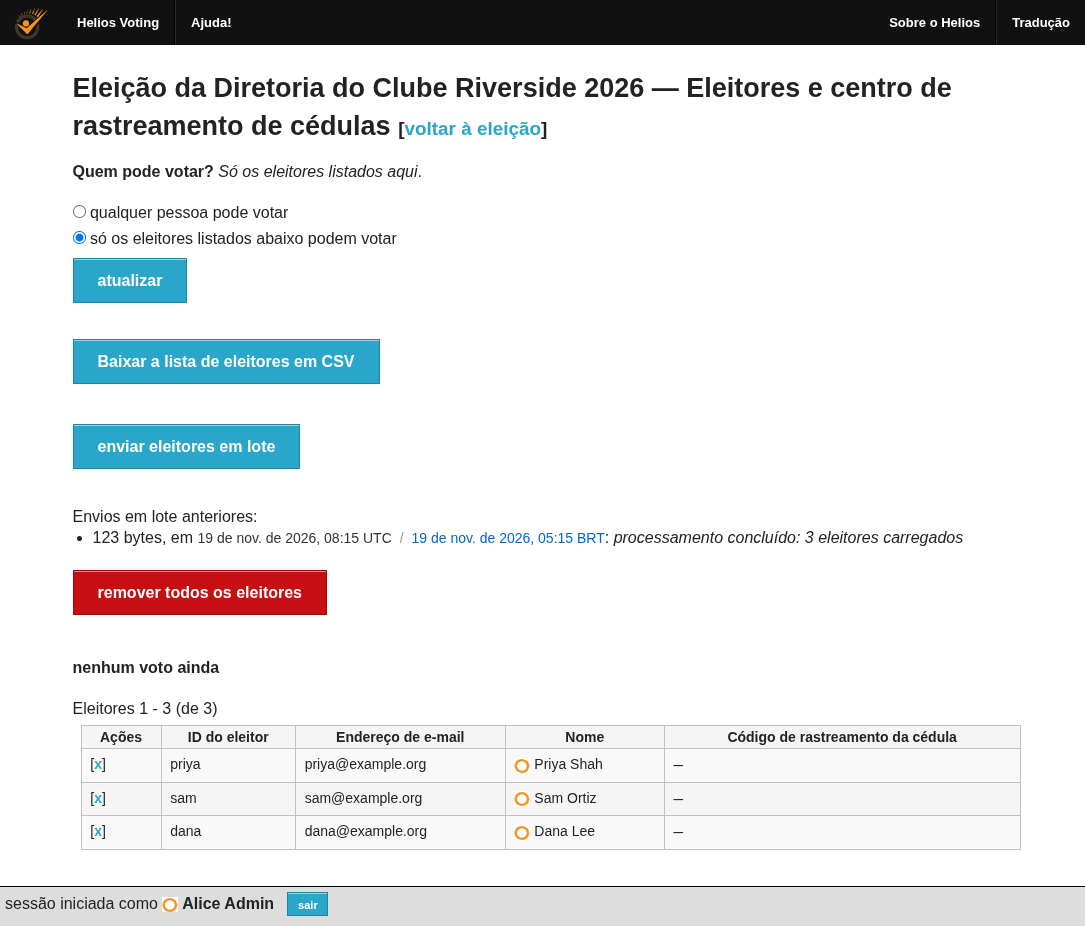 Helios Voting Ajuda! Sobre o Helios Tradução
Eleição da Diretoria do Clube Riverside 2026 — Eleitores e centro de
rastreamento de cédulas [voltar à eleição]
Quem pode votar? Só os eleitores listados aqui.
qualquer pessoa pode votar
só os eleitores listados abaixo podem votar
atualizar
Baixar a lista de eleitores em CSV
enviar eleitores em lote
Envios em lote anteriores:
• 123 bytes, em 19 de nov. de 2026, 08:15 UTC / 19 de nov. de 2026, 05:15 BRT: processamento concluído: 3 eleitores carregados
remover todos os eleitores
nenhum voto ainda
Eleitores 1 - 3 (de 3)
Ações ID do eleitor Endereço de e-mail Nome Código de rastreamento da cédula
[x] priya priya@example.org Priya Shah –
[x] sam sam@example.org Sam Ortiz –
[x] dana dana@example.org Dana Lee –
sessão iniciada como Alice Admin sair